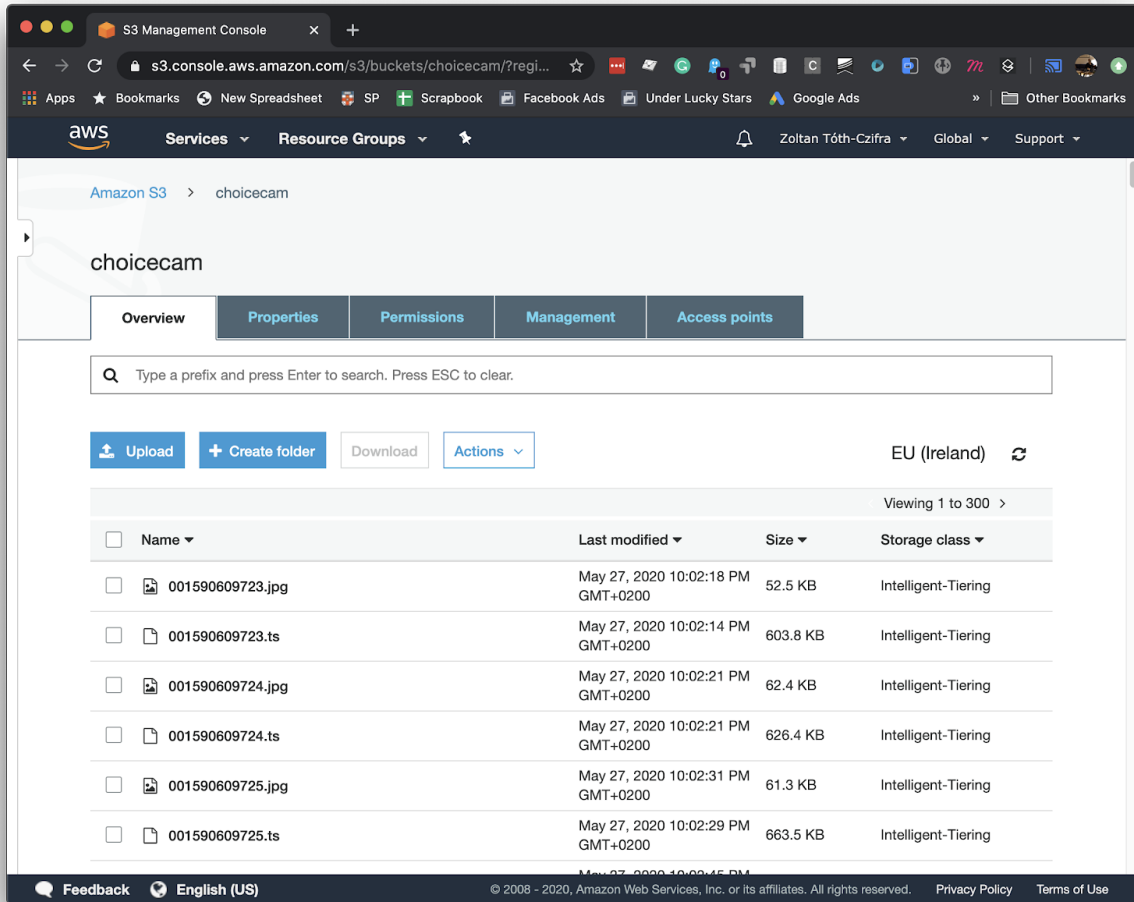 S3 Management Console
s3.console.aws.amazon.com/s3/buckets/choicecam/?regi...
0
Apps Bookmarks New Spreadsheet SP Scrapbook Facebook Ads Under Lucky Stars Google Ads » Other Bookmarks
aws Services Resource Groups Zoltan Tóth-Czifra Global Support
Amazon S3 > choicecam
choicecam
Overview Properties Permissions Management Access points
Type a prefix and press Enter to search. Press ESC to clear.
Upload Create folder Download Actions EU (Ireland)
Viewing 1 to 300
Name Last modified Size Storage class
001590609723.jpg May 27, 2020 10:02:18 PM GMT+0200 52.5 KB Intelligent-Tiering
001590609723.ts May 27, 2020 10:02:14 PM GMT+0200 603.8 KB Intelligent-Tiering
001590609724.jpg May 27, 2020 10:02:21 PM GMT+0200 62.4 KB Intelligent-Tiering
001590609724.ts May 27, 2020 10:02:21 PM GMT+0200 626.4 KB Intelligent-Tiering
001590609725.jpg May 27, 2020 10:02:31 PM GMT+0200 61.3 KB Intelligent-Tiering
001590609725.ts May 27, 2020 10:02:29 PM GMT+0200 663.5 KB Intelligent-Tiering
Feedback English (US) © 2008 - 2020, Amazon Web Services, Inc. or its affiliates. All rights reserved. Privacy Policy Terms of Use